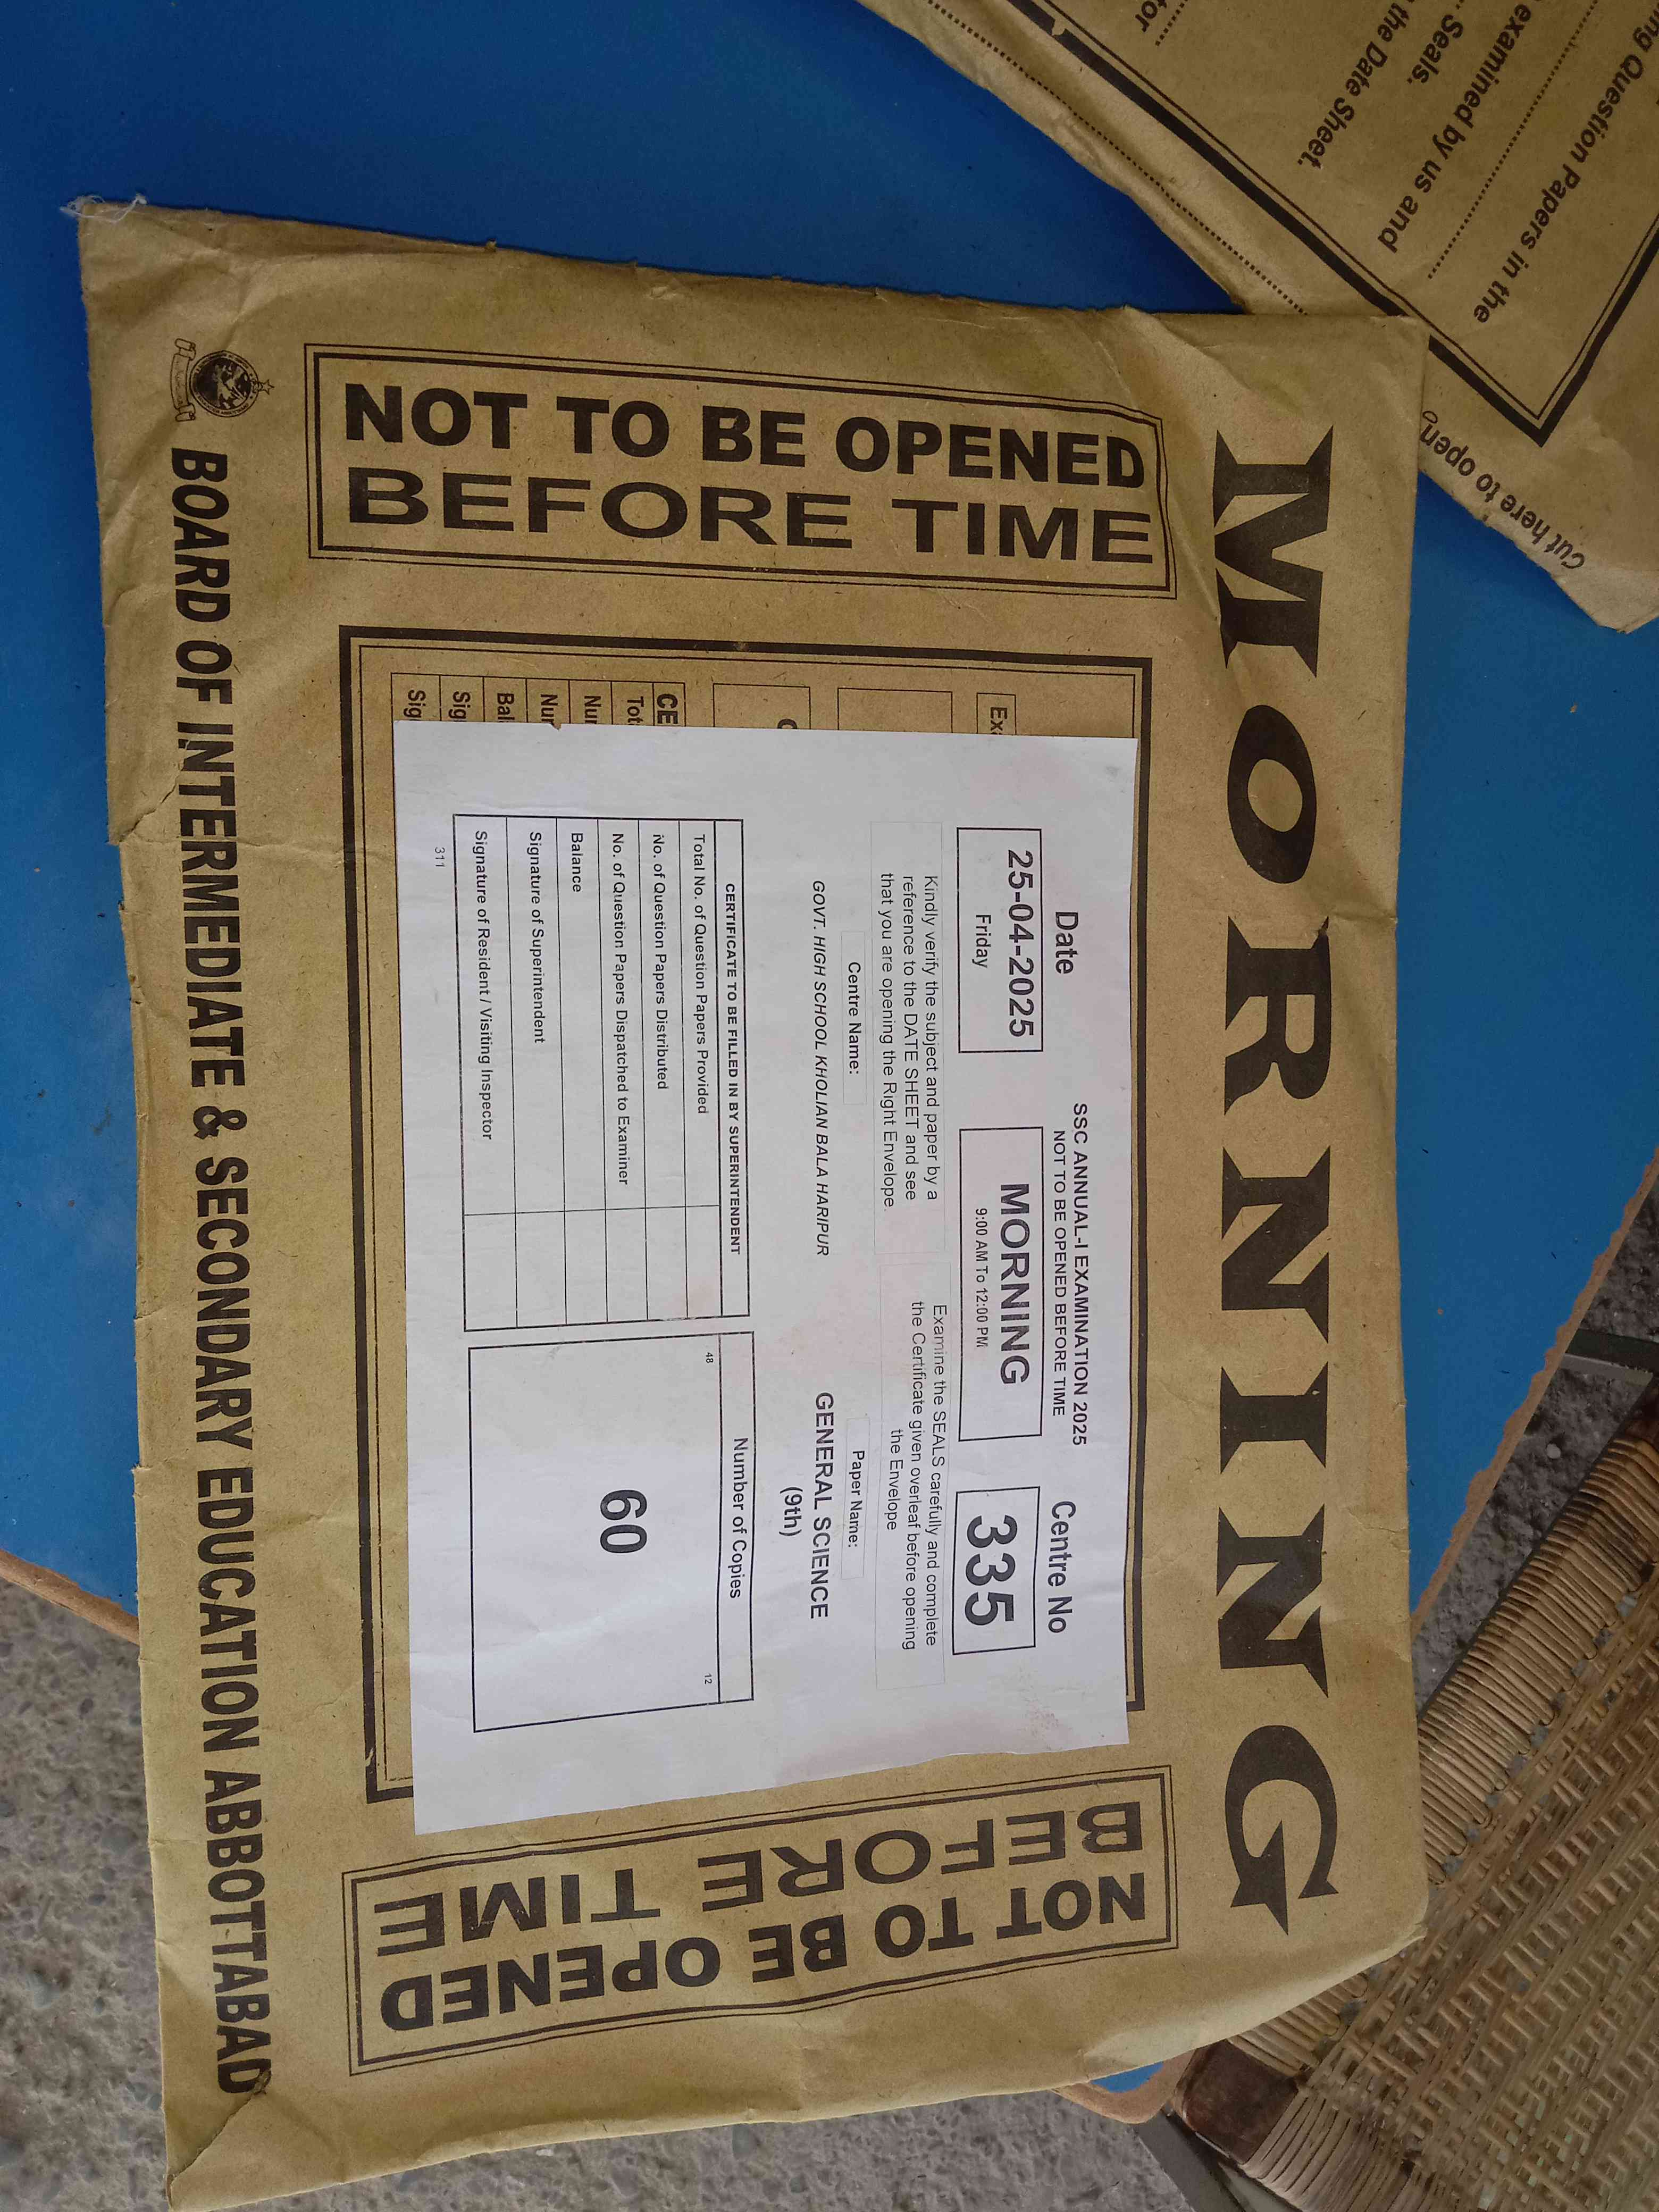 MORNING
NOT TO BE OPENED
BEFORE TIME
Date
25-04-2025
Friday
SSC ANNUAL-I EXAMINATION 2025
NOT TO BE OPENED BEFORE TIME
MORNING
9:00 AM To 12:00 PM
Centre No
335
Kindly verify the subject and paper by a
reference to the DATE SHEET and see
that you are opening the Right Envelope.
Examine the SEALS carefully and complete
the Certificate given overleaf before opening
the Envelope
Centre Name:
GOVT. HIGH SCHOOL KHOLIAN BALA HARIPUR
Paper Name:
GENERAL SCIENCE
(9th)
CERTIFICATE TO BE FILLED IN BY SUPERINTENDENT
Total No. of Question Papers Provided
No. of Question Papers Distributed
No. of Question Papers Dispatched to Examiner
Balance
Signature of Superintendent
Signature of Resident / Visiting Inspector
311
Number of Copies
48
12
60
CE
Tot
Bal
Sig
Sig
NOT TO BE OPENED
BEFORE TIME
BOARD OF INTERMEDIATE & SECONDARY EDUCATION ABBOTTABAD
Question Papers in the
examined by us and
Seals.
the Date Sheet.
Cut here to open